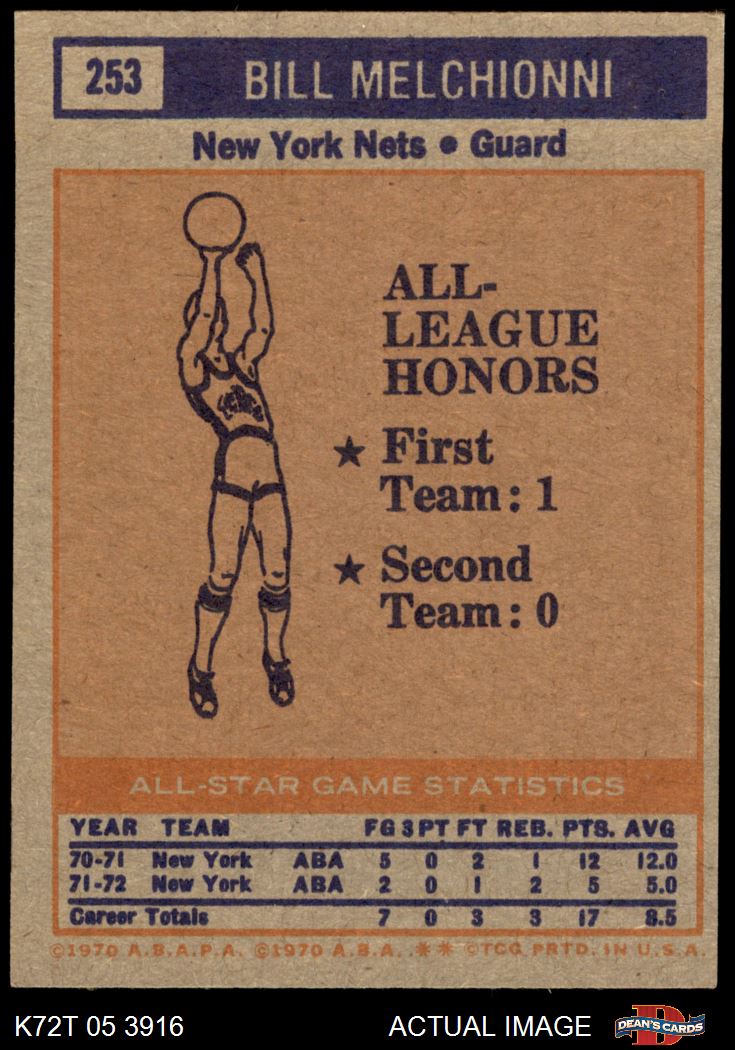 253
BILL MELCHIONNI
New York Nets • Guard
ALL-
LEAGUE
HONORS
★ First
Team: 1
★ Second
Team: 0
ALL-STAR GAME STATISTICS
YEAR TEAM FG 3PT FT REB. PTS. AVG
70-71 New York ABA 5 0 2 1 12 12.0
71-72 New York ABA 2 0 1 2 5 5.0
Career Totals 7 0 3 3 17 8.5
©1970 A.B.A.P.A. ©1970 A.B.A. ** ©TCG PRTD. IN U.S.A.
K72T 05 3916
ACTUAL IMAGE
DEAN'S CARDS